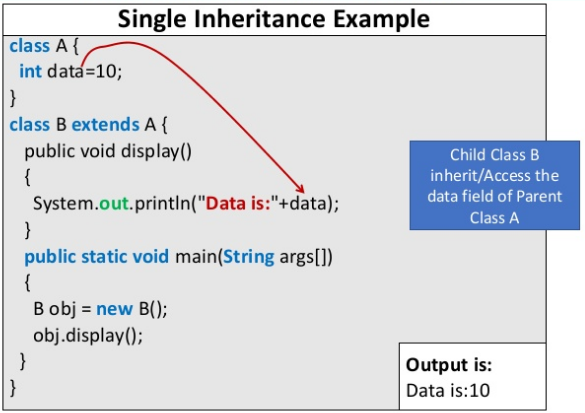 Single Inheritance Example
class A {
int data=10;
}
class B extends A {
public void display()
{
System.out.println("Data is:"+data);
}
public static void main(String args[])
{
B obj = new B();
obj.display();
}
}
Child Class B
inherit/Access the
data field of Parent
Class A
Output is:
Data is:10